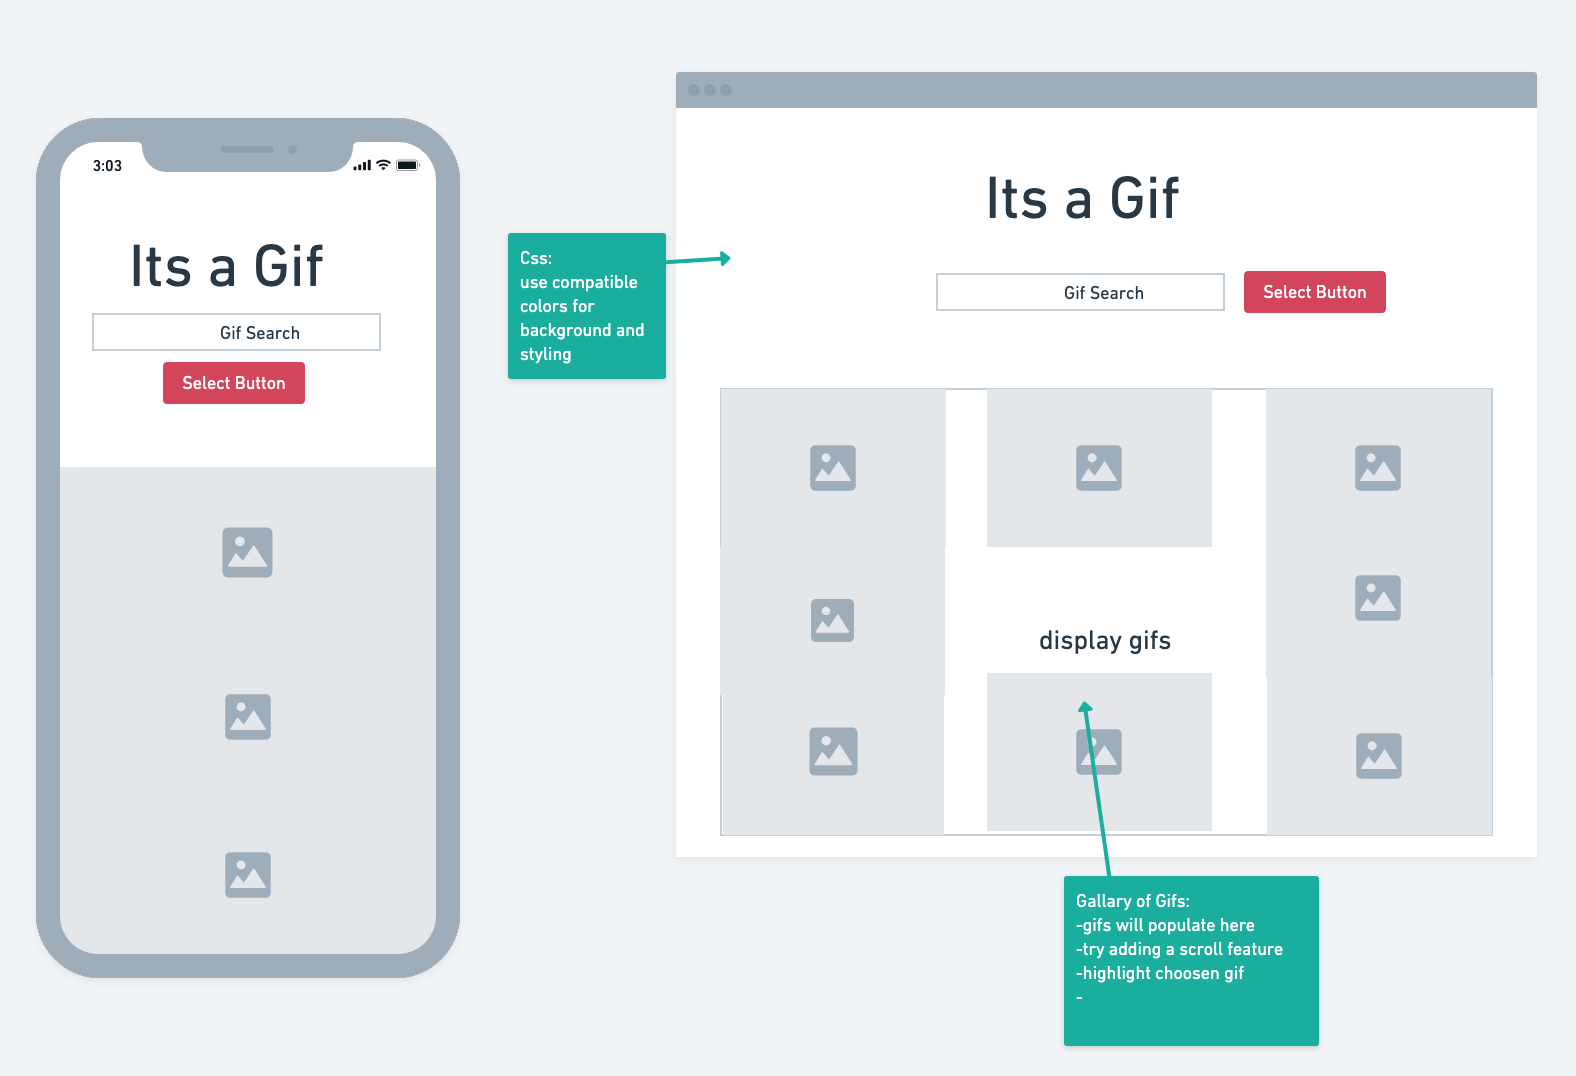 3:03
Its a Gif
Gif Search
Select Button
Css:
use compatible
colors for
background and
styling
Its a Gif
Gif Search
Select Button
display gifs
Gallary of Gifs:
-gifs will populate here
-try adding a scroll feature
-highlight choosen gif
-